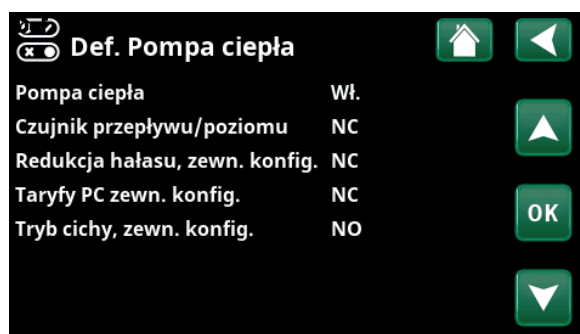 Def. Pompa ciepła
Pompa ciepła Wł.
Czujnik przepływu/poziomu NC
Redukcja hałasu, zewn. konfig. NC
Taryfy PC zewn. konfig. NC
OK
Tryb cichy, zewn. konfig. NO